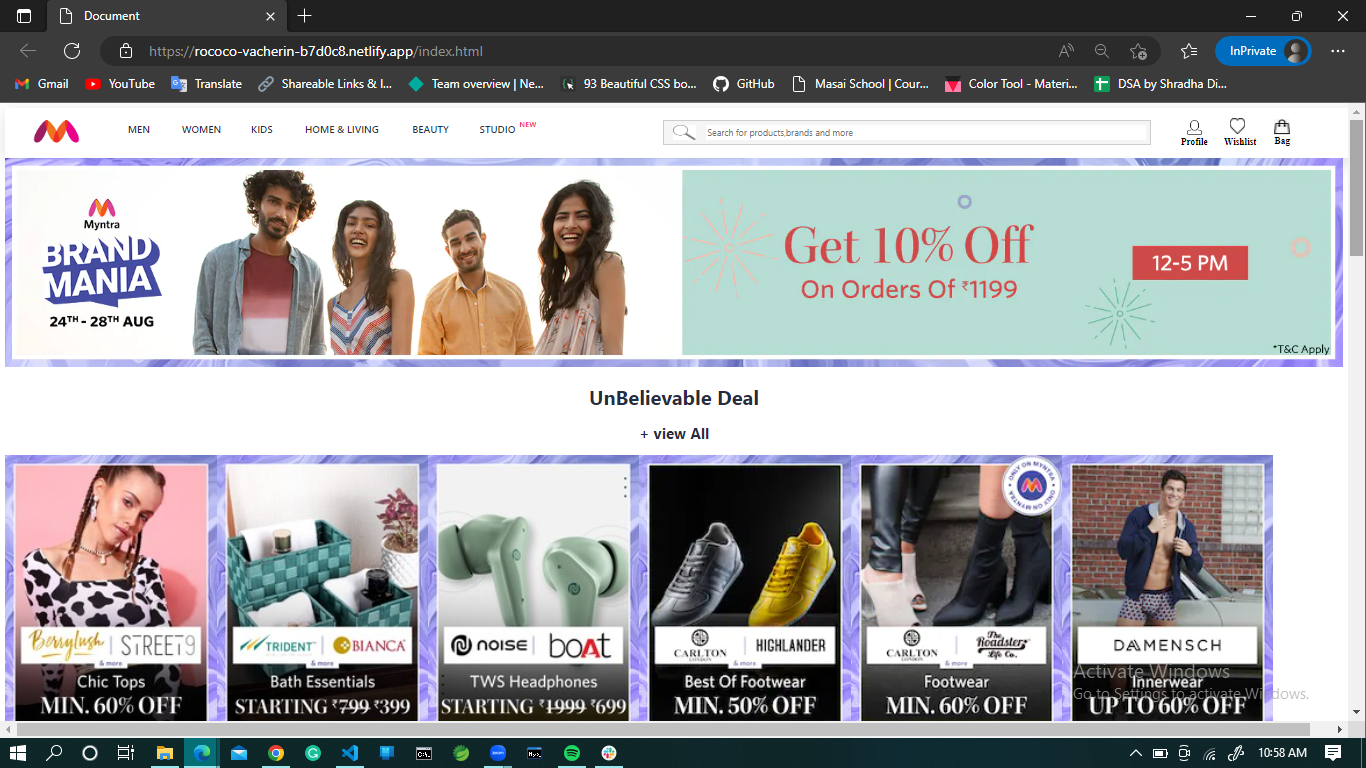 Document
https://rococo-vacherin-b7d0c8.netlify.app/index.html
InPrivate
Gmail
YouTube
Translate
Shareable Links & I...
Team overview | Ne...
93 Beautiful CSS bo...
GitHub
Masai School | Cour...
Color Tool - Materi...
DSA by Shradha Di...
MEN
WOMEN
KIDS
HOME & LIVING
BEAUTY
STUDIO NEW
Search for products,brands and more
Profile
Wishlist
Bag
Myntra
BRAND
MANIA
24TH - 28TH AUG
Get 10% Off
On Orders Of ₹1199
12-5 PM
*T&C Apply
UnBelievable Deal
+ view All
Berrylush | STREET9
& more
Chic Tops
MIN. 60% OFF
TRIDENT | BIANCA
& more
Bath Essentials
STARTING ₹799 ₹399
NOISE | boAt
TWS Headphones
STARTING ₹1999 ₹699
CARLTON LONDON | HIGHLANDER
& more
Best Of Footwear
MIN. 50% OFF
ONLY ON MYNTRA • ONLY ON MYNTRA
CARLTON LONDON | The Roadster Life Co.
& more
Footwear
MIN. 60% OFF
DAMENSCH
Innerwear
UP TO 60% OFF
Activate Windows
Go to Settings to activate Windows.
10:58 AM